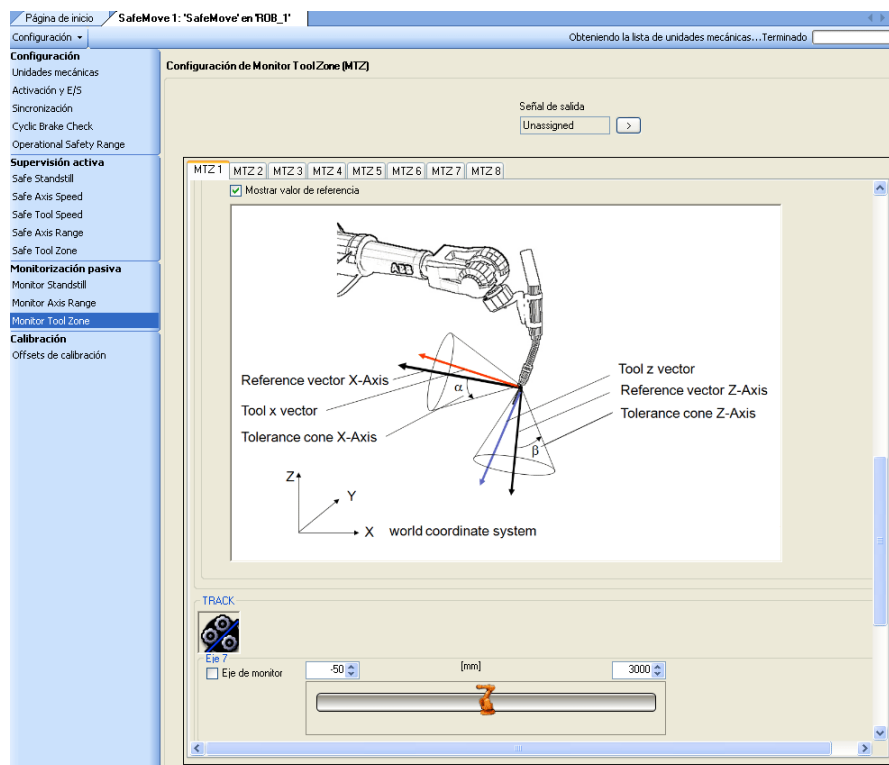 Página de inicio
SafeMove 1: 'SafeMove' en 'ROB_1'
Configuración
Obteniendo la lista de unidades mecánicas...Terminado
Configuración
Unidades mecánicas
Activación y E/S
Sincronización
Cyclic Brake Check
Operational Safety Range
Supervisión activa
Safe Standstill
Safe Axis Speed
Safe Tool Speed
Safe Axis Range
Safe Tool Zone
Monitorización pasiva
Monitor Standstill
Monitor Axis Range
Monitor Tool Zone
Calibración
Offsets de calibración
Configuración de Monitor Tool Zone (MTZ)
Señal de salida
Unassigned >
MTZ 1 MTZ 2 MTZ 3 MTZ 4 MTZ 5 MTZ 6 MTZ 7 MTZ 8
Mostrar valor de referencia
ABB
Reference vector X-Axis
Tool x vector
Tolerance cone X-Axis
α
Tool z vector
Reference vector Z-Axis
Tolerance cone Z-Axis
β
Z
Y
X
world coordinate system
TRACK
Eje 7
Eje de monitor
-50
[mm]
3000